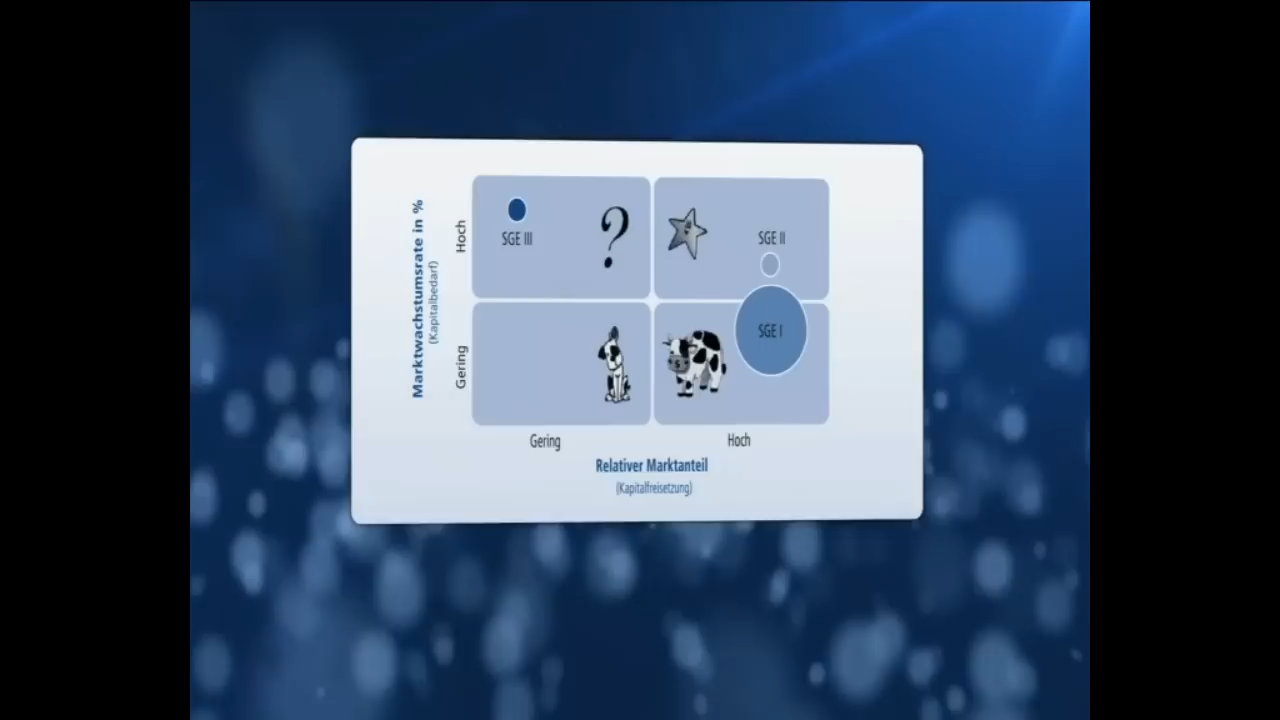 Marktwachstumsrate in %
(Kapitalbedarf)
Hoch
Gering
SGE III
?
SGE II
SGE I
Gering
Hoch
Relativer Marktanteil
(Kapitalfreisetzung)